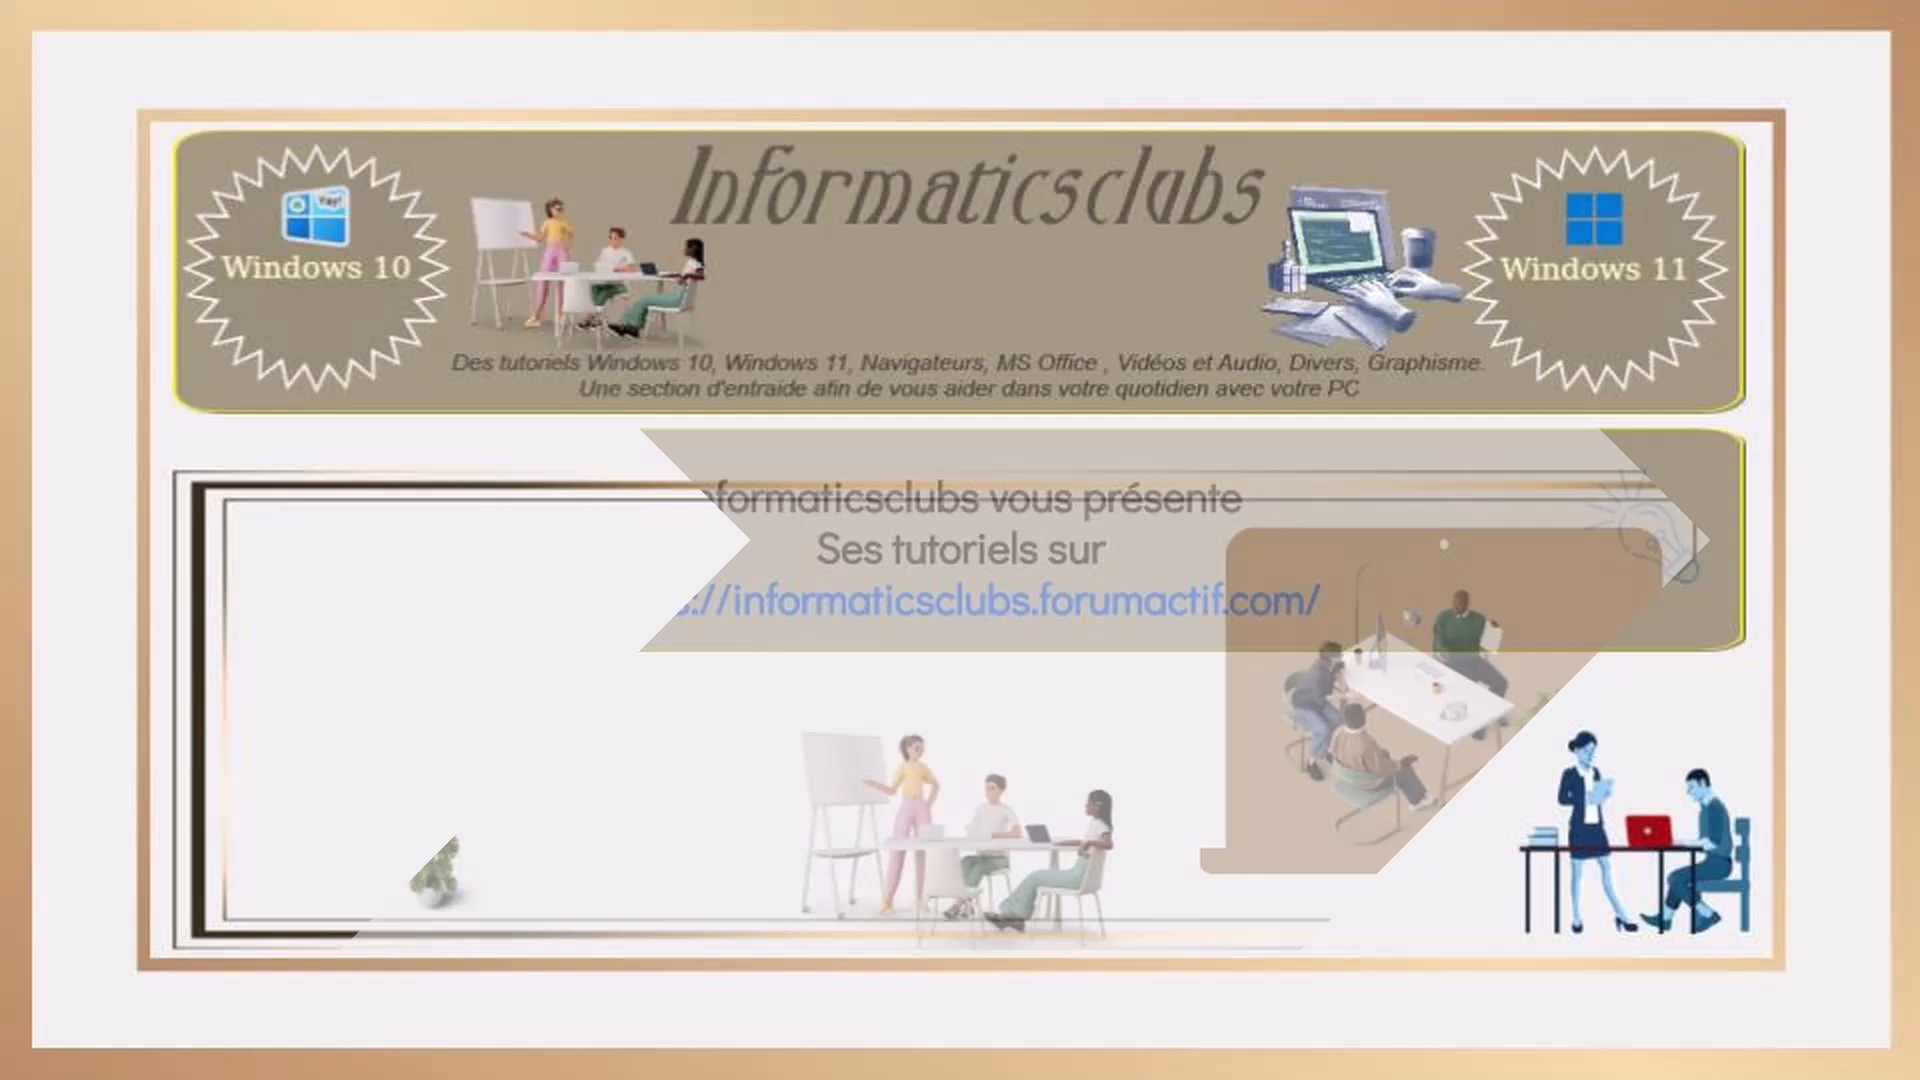 Informaticsclubs
Yay!
Windows 10
Windows 11
Des tutoriels Windows 10, Windows 11, Navigateurs, MS Office , Vidéos et Audio, Divers, Graphisme.
Une section d'entraide afin de vous aider dans votre quotidien avec votre PC
nformaticsclubs vous présente
Ses tutoriels sur
s://informaticsclubs.forumactif.com/